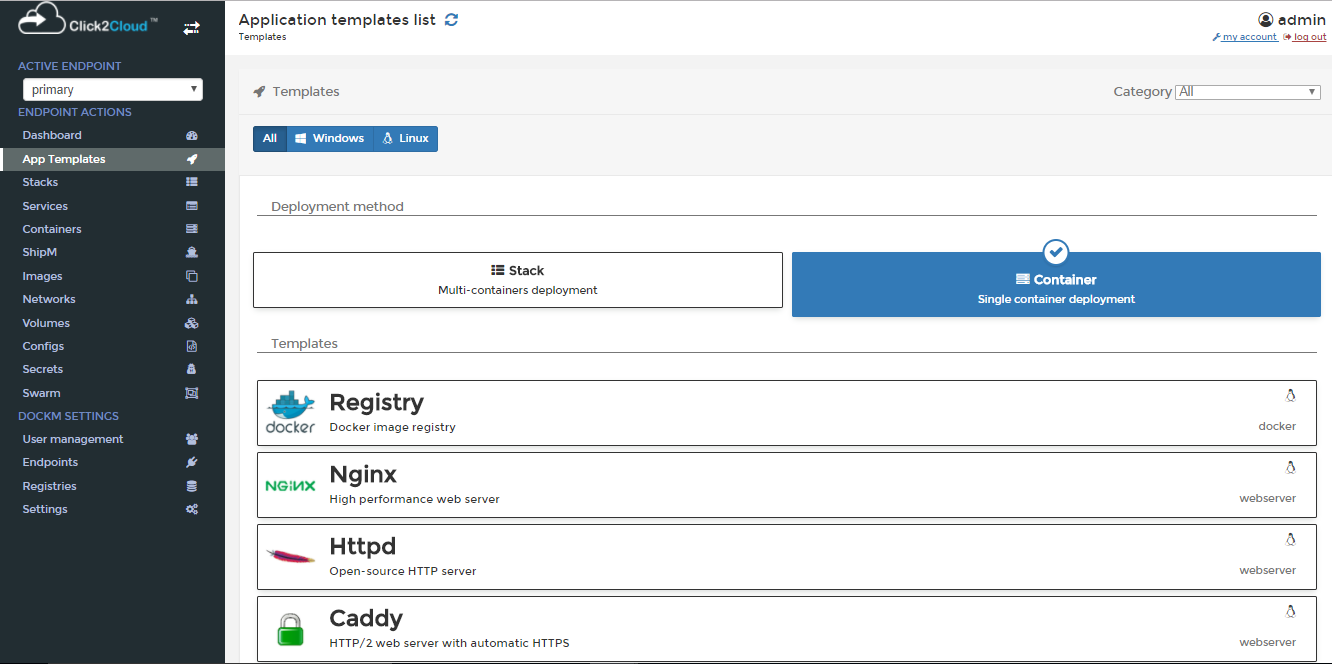 Click2Cloud™
ACTIVE ENDPOINT
primary
ENDPOINT ACTIONS
Dashboard
App Templates
Stacks
Services
Containers
ShipM
Images
Networks
Volumes
Configs
Secrets
Swarm
DOCKM SETTINGS
User management
Endpoints
Registries
Settings
Application templates list
Templates
admin
my account log out
Templates
Category All
All Windows Linux
Deployment method
Stack
Multi-containers deployment
Container
Single container deployment
Templates
docker
Registry
Docker image registry
docker
NGiNX
Nginx
High performance web server
webserver
Httpd
Open-source HTTP server
webserver
Caddy
HTTP/2 web server with automatic HTTPS
webserver